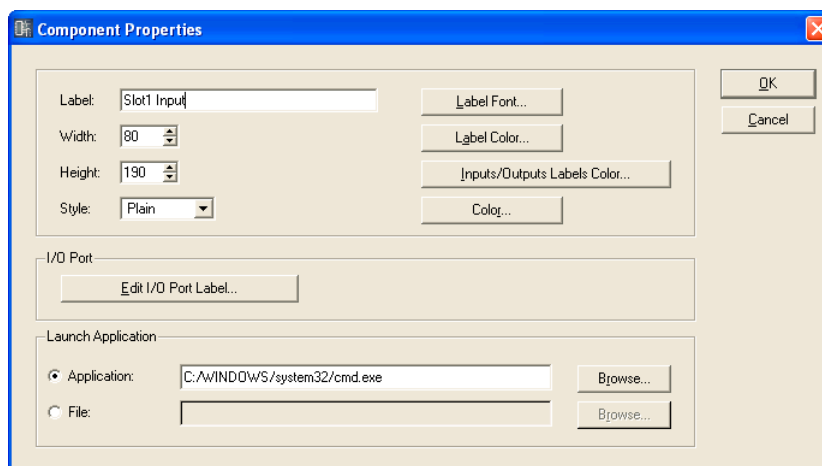 Component Properties
Label: Slot1 Input Label Font...
Width: 80 Label Color...
Height: 190 Inputs/Outputs Labels Color...
Style: Plain Color...
OK
Cancel
I/O Port
Edit I/O Port Label...
Launch Application
Application: C:/WINDOWS/system32/cmd.exe Browse...
File: Browse...